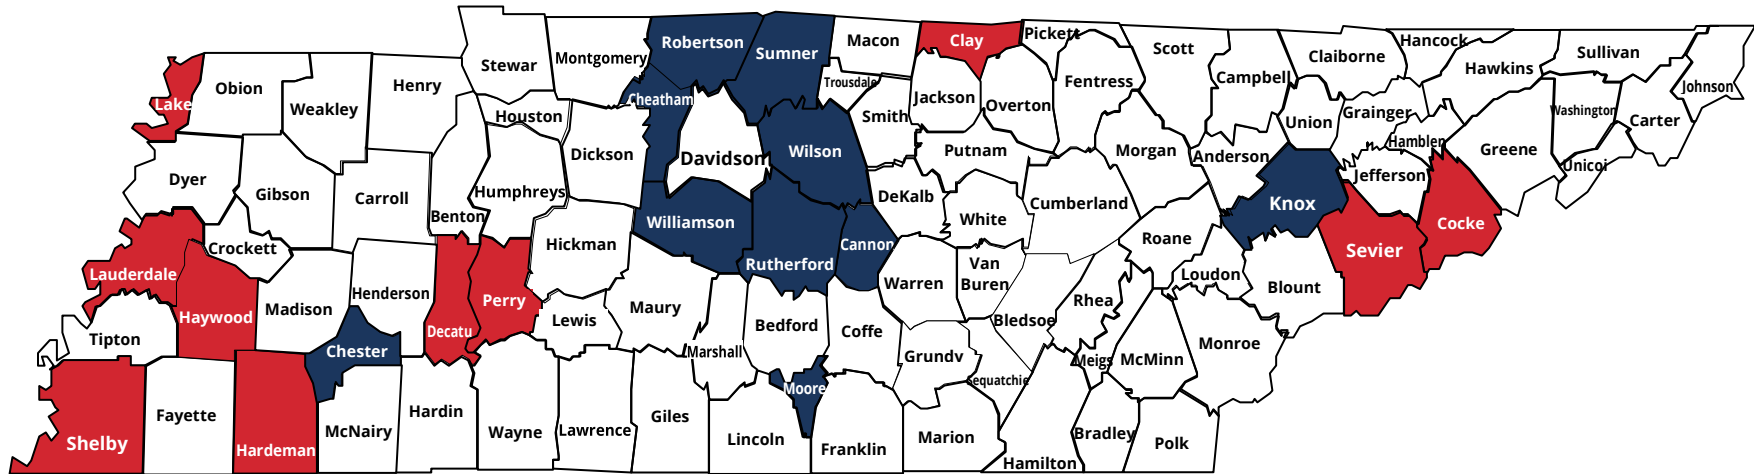 Lake
Obion
Weakley
Henry
Stewar
Montgomery
Robertson
Sumner
Macon
Clay
Pickett
Scott
Claiborne
Hancock
Hawkins
Sullivan
Johnson
Houston
Cheatham
Trousdale
Smith
Jackson
Overton
Fentress
Campbell
Union
Grainger
Hamblen
Washington
Carter
Greene
Unicoi
Dyer
Gibson
Carroll
Benton
Humphreys
Dickson
Davidson
Wilson
Putnam
DeKalb
White
Cumberland
Morgan
Anderson
Knox
Jefferson
Cocke
Sevier
Crockett
Lauderdale
Haywood
Madison
Henderson
Decatu
Perry
Hickman
Williamson
Rutherford
Cannon
Warren
Van
Buren
Bledsoe
Rhea
Roane
Loudon
Blount
Tipton
Chester
Lewis
Maury
Marshall
Bedford
Coffe
Grundv
Sequatchie
Meigs
McMinn
Monroe
Shelby
Fayette
Hardeman
McNairy
Hardin
Wayne
Lawrence
Giles
Lincoln
Moore
Franklin
Marion
Hamilton
Bradley
Polk